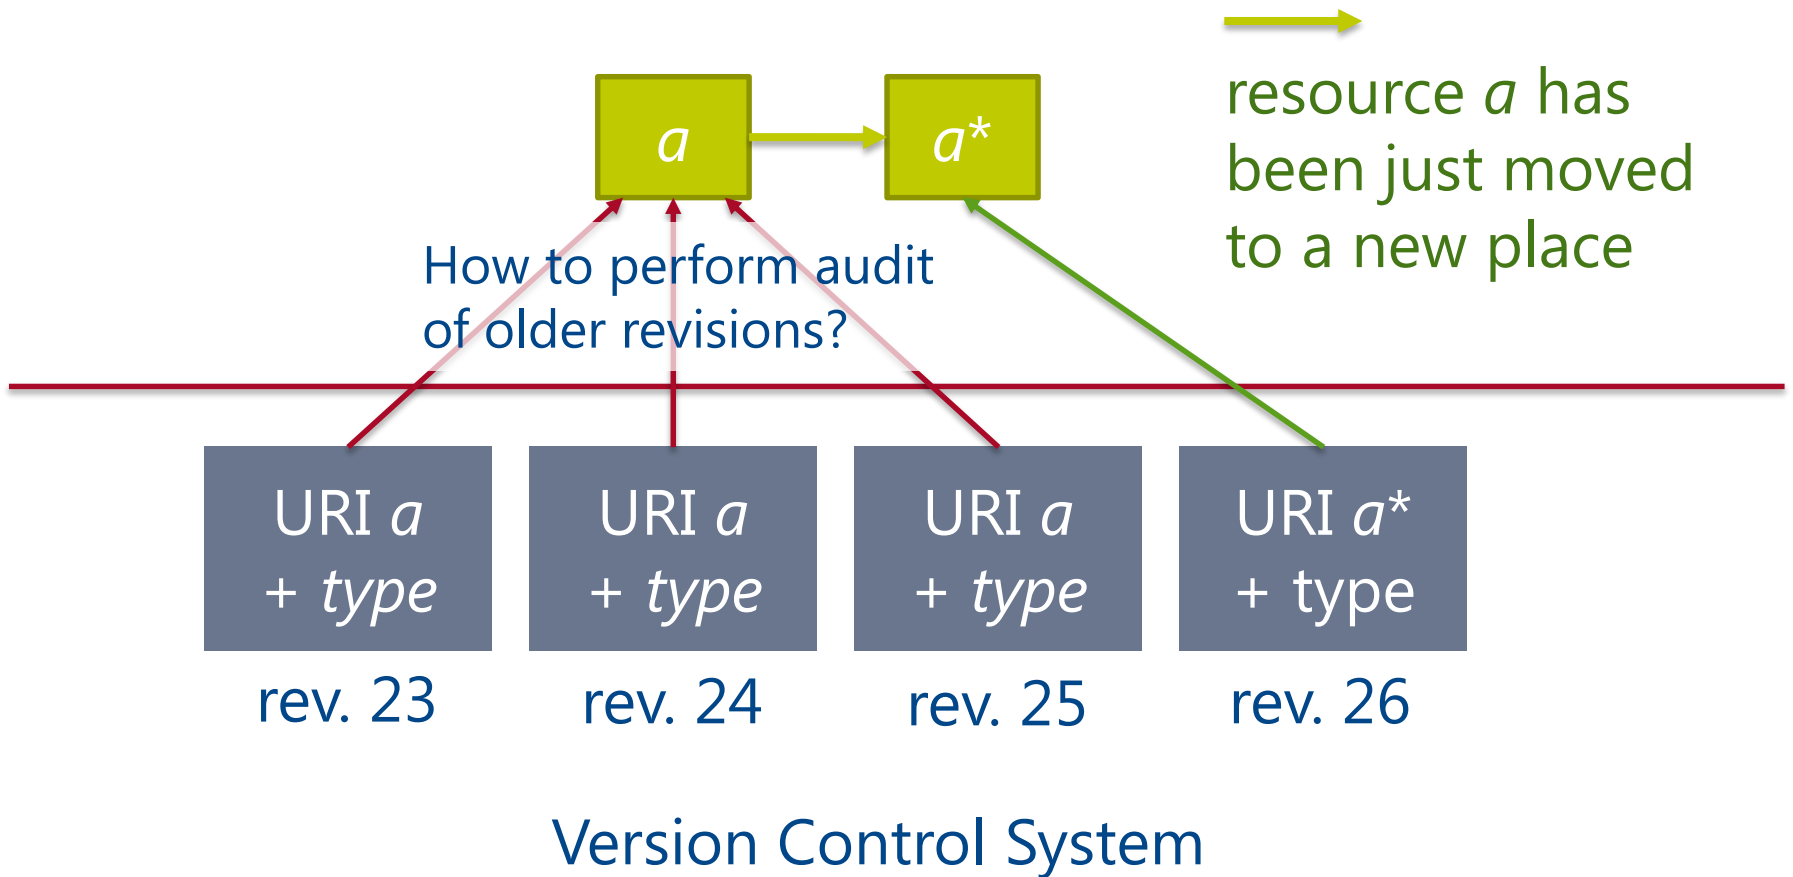 a
a*
resource a has
been just moved
to a new place
How to perform audit
of older revisions?
URI a
+ type
URI a
+ type
URI a
+ type
URI a*
+ type
rev. 23
rev. 24
rev. 25
rev. 26
Version Control System